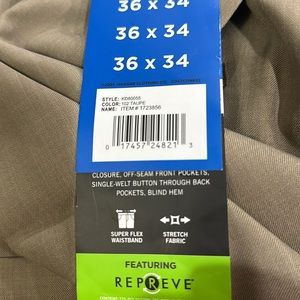 36 x 34
36 x 34
36 x 34
STYLE: KD80055
COLOR: 102 TAUPE
NAME: ITEM # 1723856
0 17457 24821 3
CLOSURE, OFF-SEAM FRONT POCKETS,
SINGLE-WELT BUTTON THROUGH BACK
POCKETS, BLIND HEM
SUPER FLEX
WAISTBAND
STRETCH
FABRIC
FEATURING
REPREVE